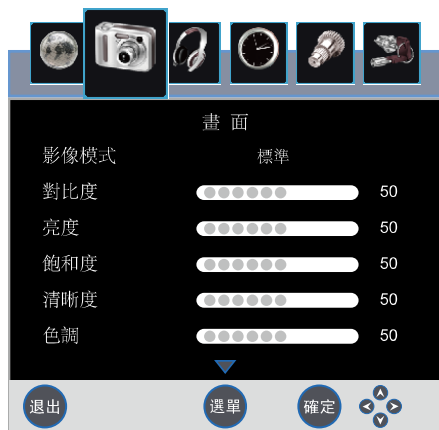 畫 面
影像模式 標準
對比度 50
亮度 50
飽和度 50
清晰度 50
色調 50
退出 選單 確定